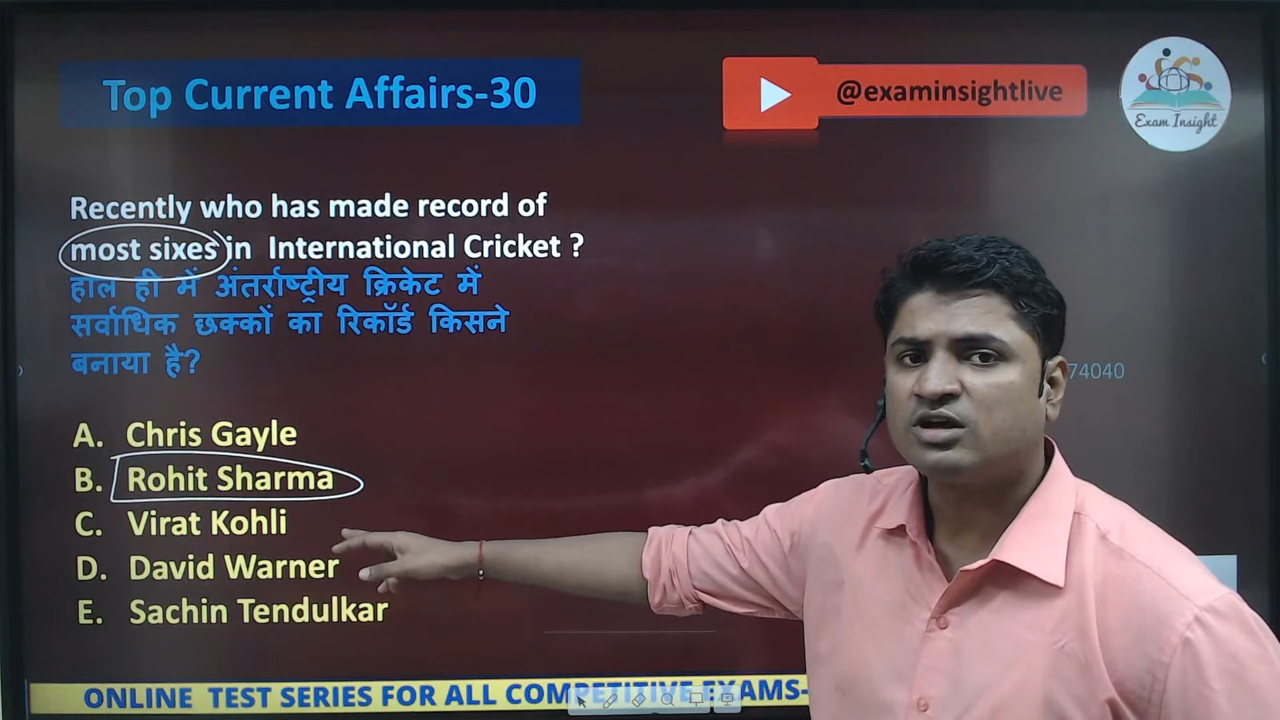 Top Current Affairs-30
@examinsightlive
Exam Insight
Recently who has made record of
most sixes in International Cricket ?
हाल ही में अंतर्राष्ट्रीय क्रिकेट में
सर्वाधिक छक्कों का रिकॉर्ड किसने
बनाया है?
74040
A. Chris Gayle
B. Rohit Sharma
C. Virat Kohli
D. David Warner
E. Sachin Tendulkar
ONLINE TEST SERIES FOR ALL COMPETITIVE EXAMS-